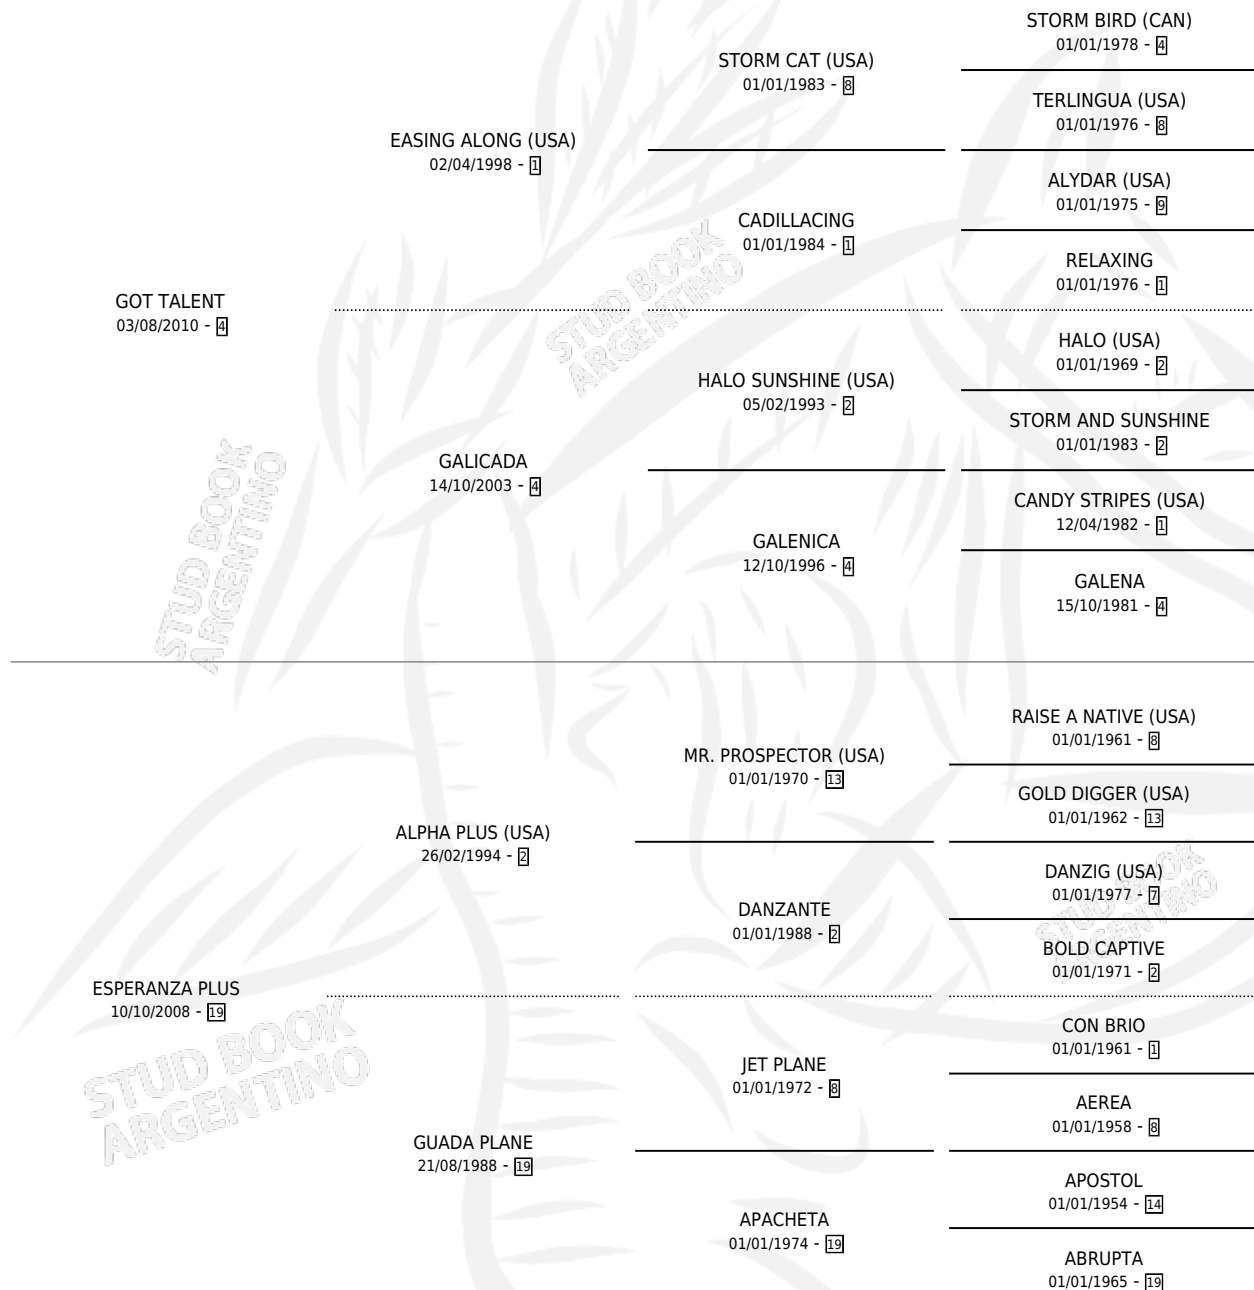 STORM BIRD (CAN)
01/01/1978 - 4
STORM CAT (USA)
01/01/1983 - 8
TERLINGUA (USA)
01/01/1976 - 8
EASING ALONG (USA)
02/04/1998 - 1
ALYDAR (USA)
01/01/1975 - 9
CADILLACING
01/01/1984 - 1
RELAXING
01/01/1976 - 1
GOT TALENT
03/08/2010 - 4
HALO (USA)
01/01/1969 - 2
HALO SUNSHINE (USA)
05/02/1993 - 2
STORM AND SUNSHINE
01/01/1983 - 2
GALICADA
14/10/2003 - 4
CANDY STRIPES (USA)
12/04/1982 - 1
GALENICA
12/10/1996 - 4
GALENA
15/10/1981 - 4
RAISE A NATIVE (USA)
01/01/1961 - 8
MR. PROSPECTOR (USA)
01/01/1970 - 13
GOLD DIGGER (USA)
01/01/1962 - 13
ALPHA PLUS (USA)
26/02/1994 - 2
DANZIG (USA)
01/01/1977 - 7
DANZANTE
01/01/1988 - 2
BOLD CAPTIVE
01/01/1971 - 2
ESPERANZA PLUS
10/10/2008 - 19
CON BRIO
01/01/1961 - 1
JET PLANE
01/01/1972 - 8
AEREA
01/01/1958 - 8
GUADA PLANE
21/08/1988 - 19
APOSTOL
01/01/1954 - 14
APACHETA
01/01/1974 - 19
ABRUPTA
01/01/1965 - 19
STUD BOOK
ARGENTINO
STUD BOOK
ARGENTINO
STUD BOOK
ARGENTINO
STUD BOOK
ARGENTINO